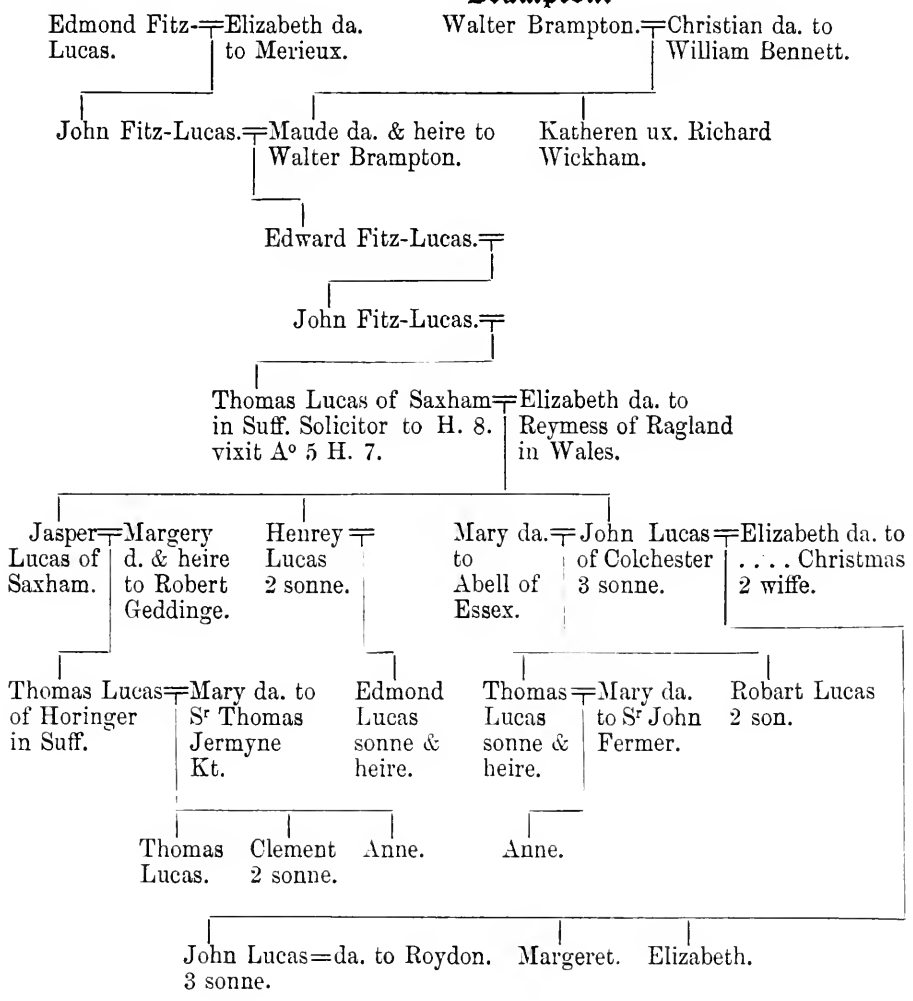 Edmond Fitz-Lucas. Elizabeth da. to Merieux.
Walter Brampton. Christian da. to William Bennett.
John Fitz-Lucas. Maude da. & heire to Walter Brampton.
Katheren ux. Richard Wickham.
Edward Fitz-Lucas.
John Fitz-Lucas.
Thomas Lucas of Saxham
in Suff. Solicitor to H. 8.
vixit Aº 5 H. 7.
Elizabeth da. to
Reymess of Ragland
in Wales.
Jasper
Lucas of
Saxham.
Margery
d. & heire
to Robert
Geddinge.
Henrey
Lucas
2 sonne.
Mary da.
to
Abell of
Essex.
John Lucas
of Colchester
3 sonne.
Elizabeth da. to
.... Christmas
2 wiffe.
Thomas Lucas
of Horinger
in Suff.
Mary da. to
Sʳ Thomas
Jermyne
Kt.
Edmond
Lucas
sonne &
heire.
Thomas
Lucas
sonne &
heire.
Mary da.
to Sʳ John
Fermer.
Robart Lucas
2 son.
Thomas
Lucas.
Clement
2 sonne.
Anne.
Anne.
John Lucas=da. to Roydon.
3 sonne.
Margeret.
Elizabeth.